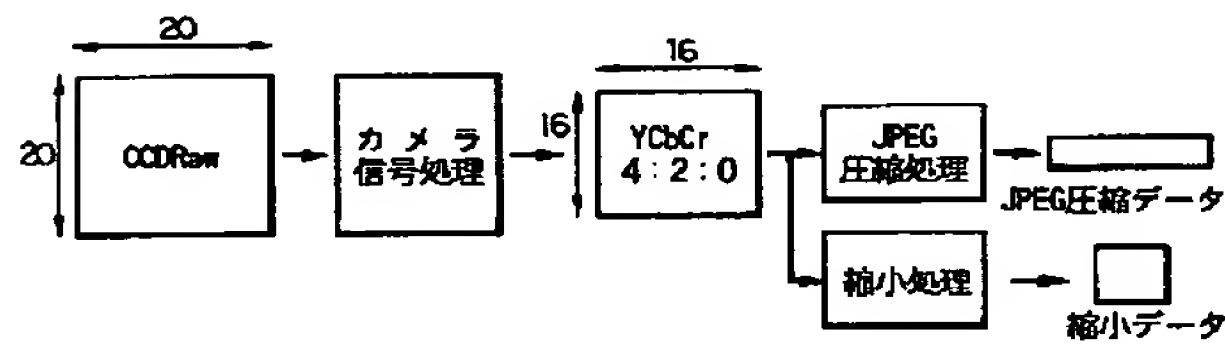 20
20
CCDRaw
カメラ
信号処理
16
16
YCbCr
4:2:0
JPEG
圧縮処理
JPEG圧縮データ
縮小処理
縮小データ